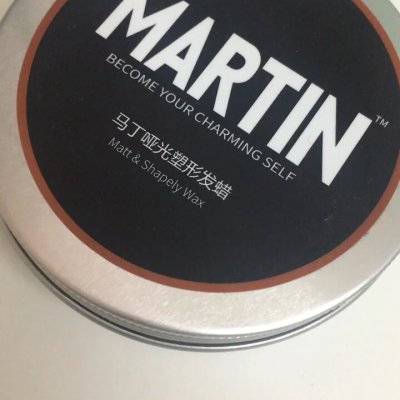 MARTIN™
BECOME YOUR CHARMING SELF
马丁哑光塑形发蜡
Matt & Shapely Wax